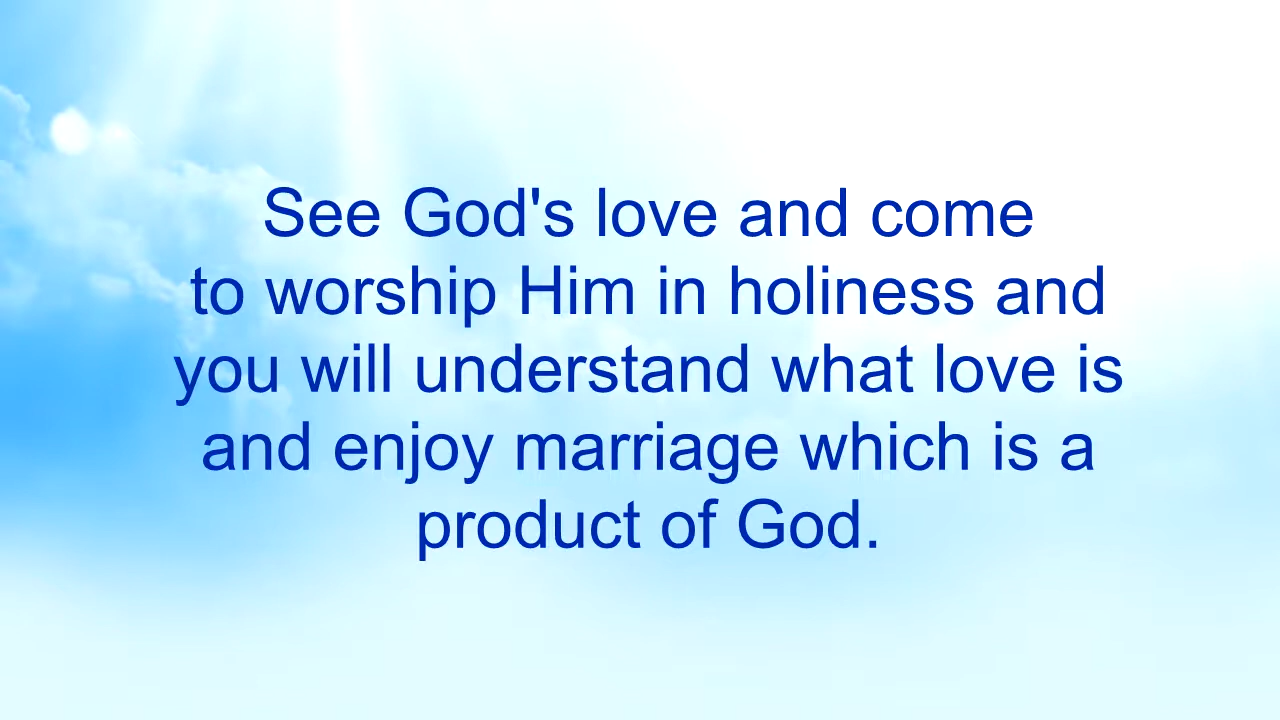 See God's love and come
to worship Him in holiness and
you will understand what love is
and enjoy marriage which is a
product of God.